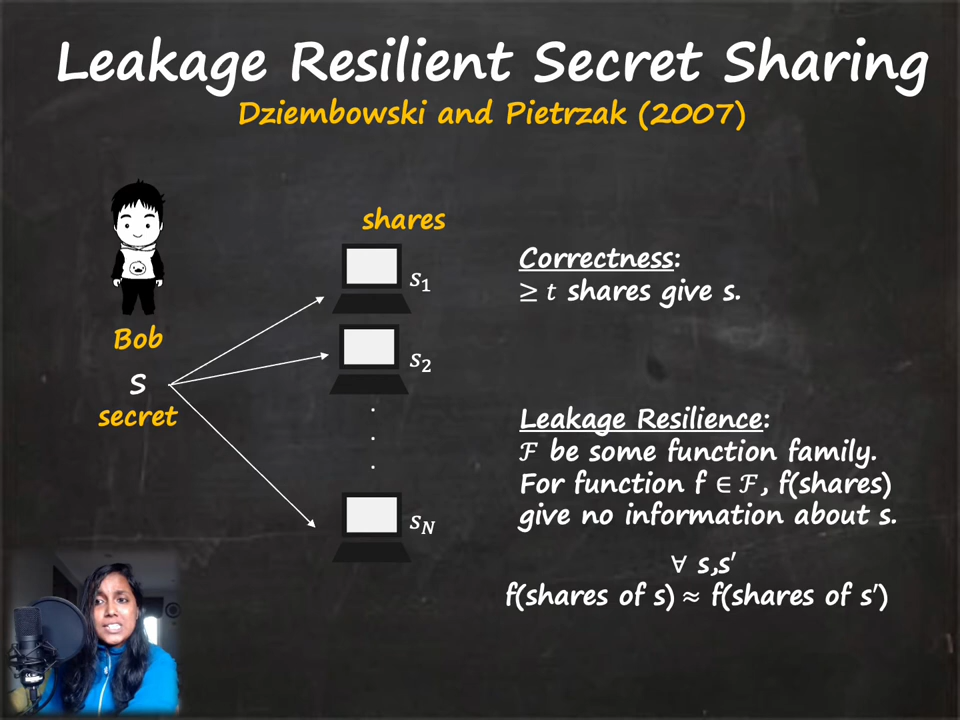 Leakage Resilient Secret Sharing
Dziembowski and Pietrzak (2007)
Bob
S
secret
shares
s₁
s₂
s_N
Correctness:
≥ t shares give s.
Leakage Resilience:
ℱ be some function family.
For function f ∈ ℱ, f(shares)
give no information about s.
∀ s,s′
f(shares of s) ≈ f(shares of s′)